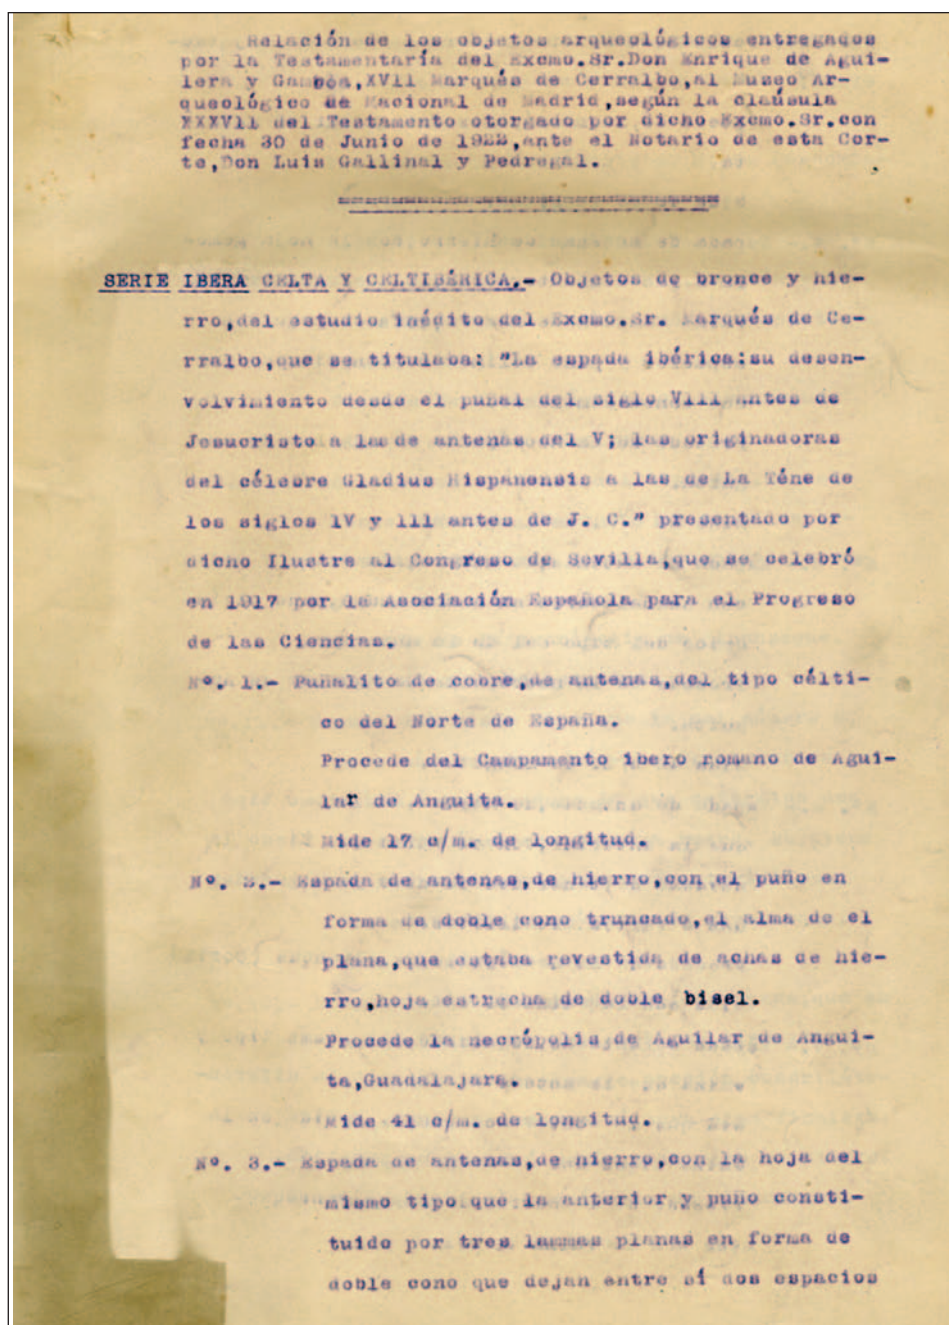 Relación de los objetos arqueológicos entregados
por la Testamentaría del Excmo.Sr.Don Enrique de Agui-
lera y Gamboa,XVII Marqués de Cerralbo,al Museo Ar-
queológico de Nacional de Madrid,según la claúsula
XXXVll del Testamento otorgado por dicho Excmo.Sr.con
fecha 30 de Junio de 1922,ante el Notario de esta Cor-
te,Don Luis Gallinal y Pedregal.
SERIE IBERA CELTA Y CELTIBÉRICA.- Objetos de bronce y hie-
rro,del estudio inédito del Excmo.Sr. Marqués de Ce-
rralbo,que se titulaba: "La espada ibérica:su desen-
volvimiento desde el puñal del siglo Vlll antes de
Jesucristo a las de antenas del V; las originadoras
del célebre Gladius Hispanensis a las de La Téne de
los siglos lV y lll antes de J. C." presentado por
dicho Ilustre al Congreso de Sevilla,que se celebró
en 1917 por la Asociación Española para el Progreso
de las Ciencias.
Nº. 1.- Puñalito de cobre,de antenas,del tipo célti-
co del Norte de España.
Procede del Campamento ibero romano de Agui-
lar de Anguita.
Mide 17 c/m. de longitud.
Nº. 2.- Espada de antenas,de hierro,con el puño en
forma de doble cono truncado,el alma de el
plana,que estaba revestida de achas de hie-
rro,hoja estrecha de doble bisel.
Procede la necrópolis de Aguilar de Angui-
ta,Guadalajara.
Mide 41 c/m. de longitud.
Nº. 3.- Espada de antenas,de hierro,con la hoja del
mismo tipo que la anterior y puño consti-
tuido por tres lammas planas en forma de
doble cono que dejan entre sí dos espacios